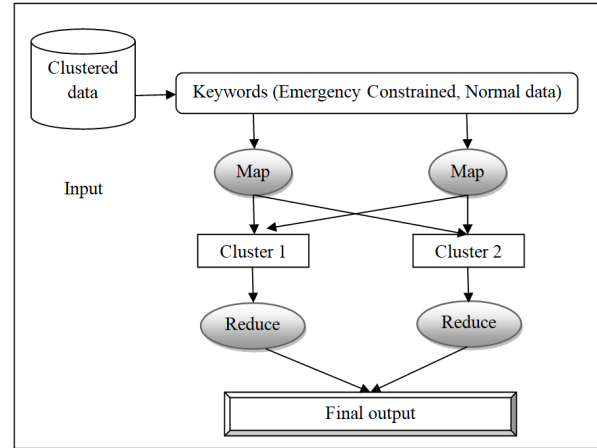 Clustered
data
Keywords (Emergency Constrained, Normal data)
Map
Map
Input
Cluster 1
Cluster 2
Reduce
Reduce
Final output